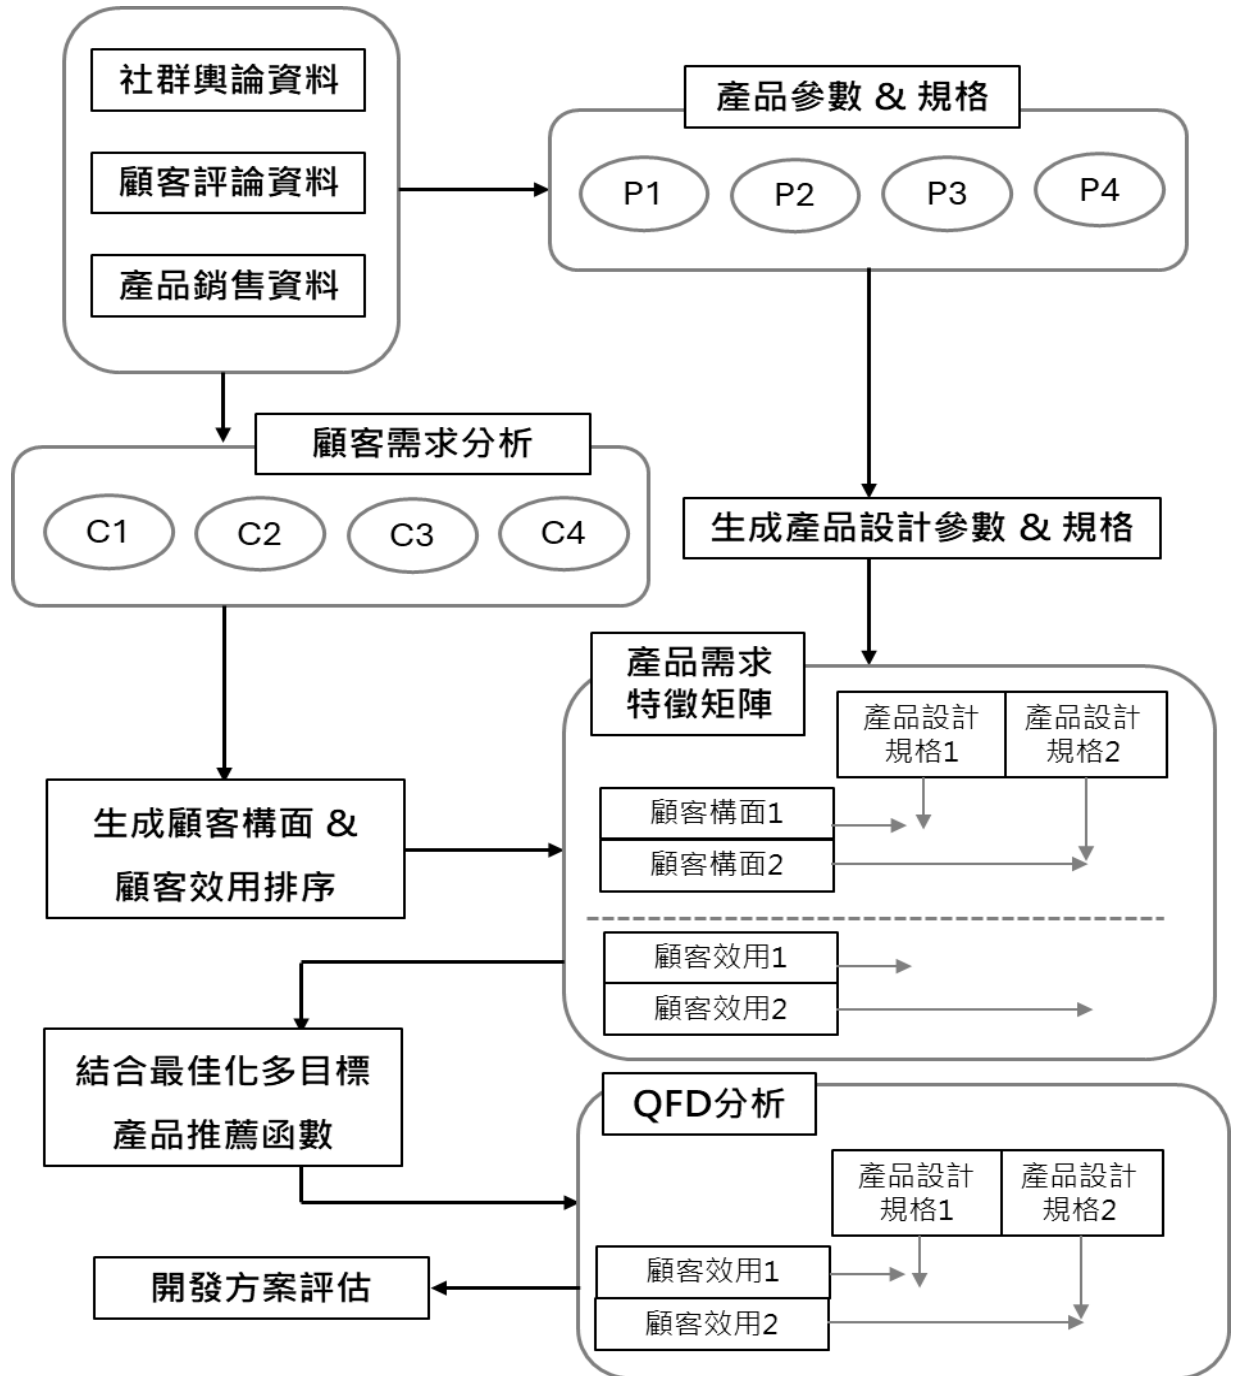 社群輿論資料
顧客評論資料
產品銷售資料
產品參數 & 規格
P1
P2
P3
P4
顧客需求分析
C1
C2
C3
C4
生成產品設計參數 & 規格
產品需求
特徵矩陣
產品設計
規格1
產品設計
規格2
顧客構面1
顧客構面2
生成顧客構面 &
顧客效用排序
顧客效用1
顧客效用2
結合最佳化多目標
產品推薦函數
QFD分析
產品設計
規格1
產品設計
規格2
顧客效用1
顧客效用2
開發方案評估